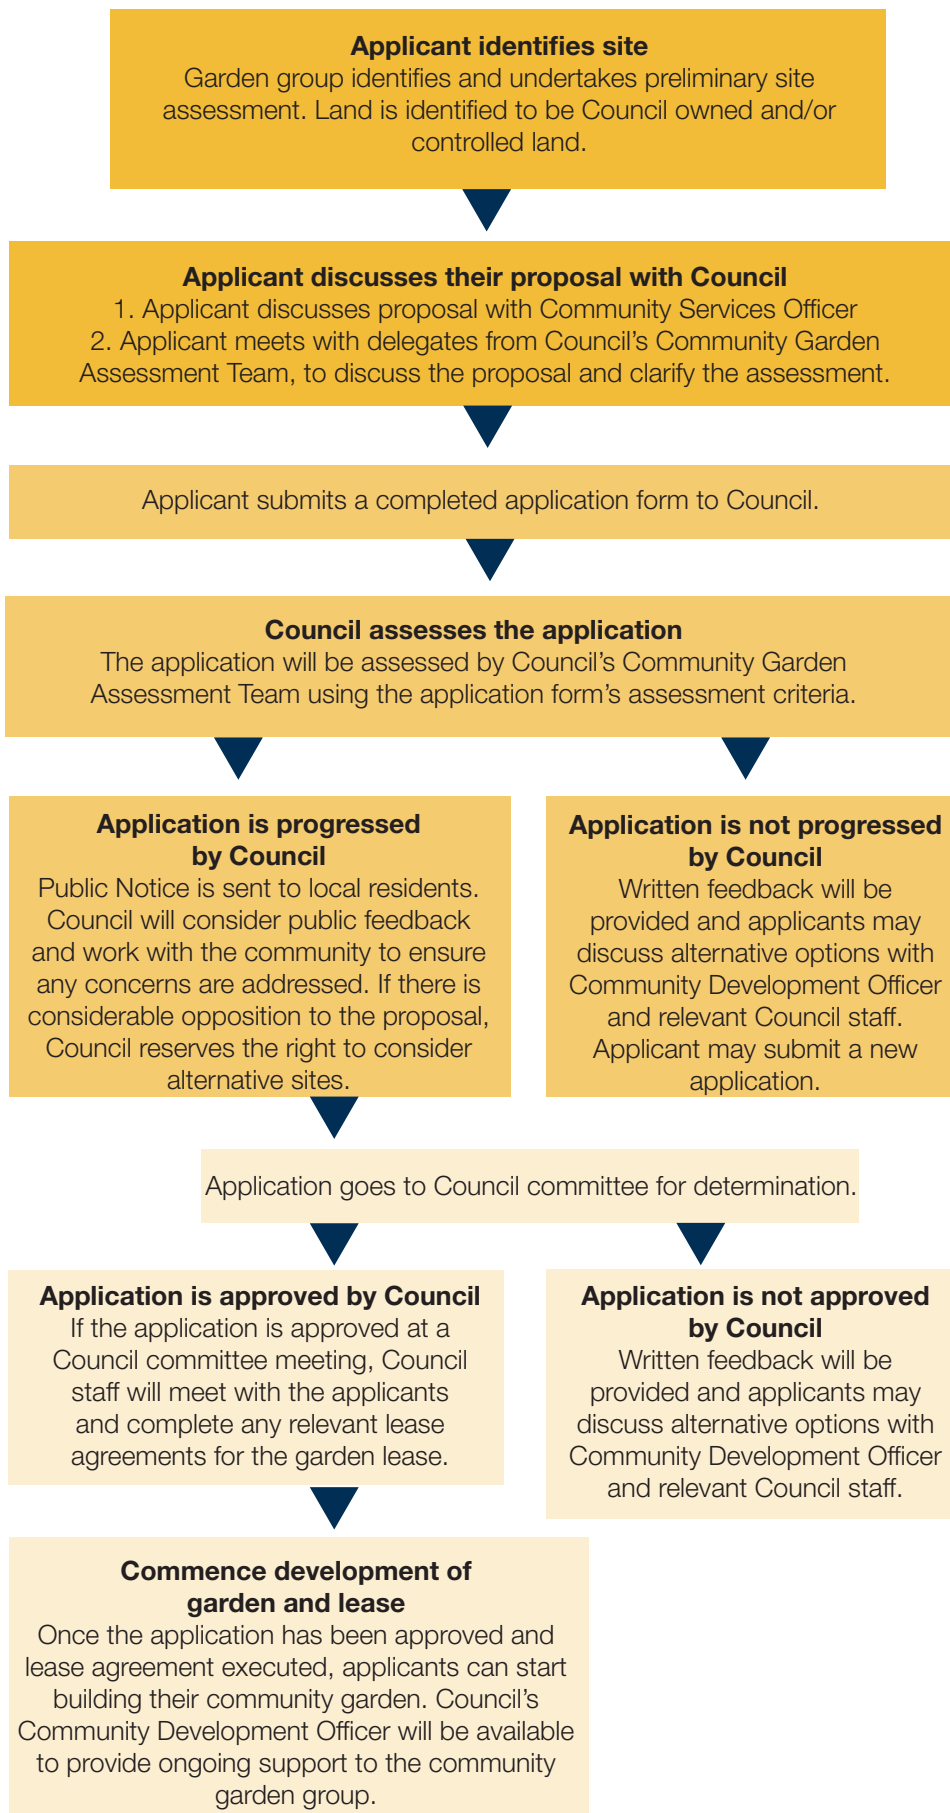 Applicant identifies site
Garden group identifies and undertakes preliminary site
assessment. Land is identified to be Council owned and/or
controlled land.
Applicant discusses their proposal with Council
1. Applicant discusses proposal with Community Services Officer
2. Applicant meets with delegates from Council’s Community Garden
Assessment Team, to discuss the proposal and clarify the assessment.
Applicant submits a completed application form to Council.
Council assesses the application
The application will be assessed by Council’s Community Garden
Assessment Team using the application form’s assessment criteria.
Application is progressed
by Council
Public Notice is sent to local residents.
Council will consider public feedback
and work with the community to ensure
any concerns are addressed. If there is
considerable opposition to the proposal,
Council reserves the right to consider
alternative sites.
Application is not progressed
by Council
Written feedback will be
provided and applicants may
discuss alternative options with
Community Development Officer
and relevant Council staff.
Applicant may submit a new
application.
Application goes to Council committee for determination.
Application is approved by Council
If the application is approved at a
Council committee meeting, Council
staff will meet with the applicants
and complete any relevant lease
agreements for the garden lease.
Application is not approved
by Council
Written feedback will be
provided and applicants may
discuss alternative options with
Community Development Officer
and relevant Council staff.
Commence development of
garden and lease
Once the application has been approved and
lease agreement executed, applicants can start
building their community garden. Council’s
Community Development Officer will be available
to provide ongoing support to the community
garden group.